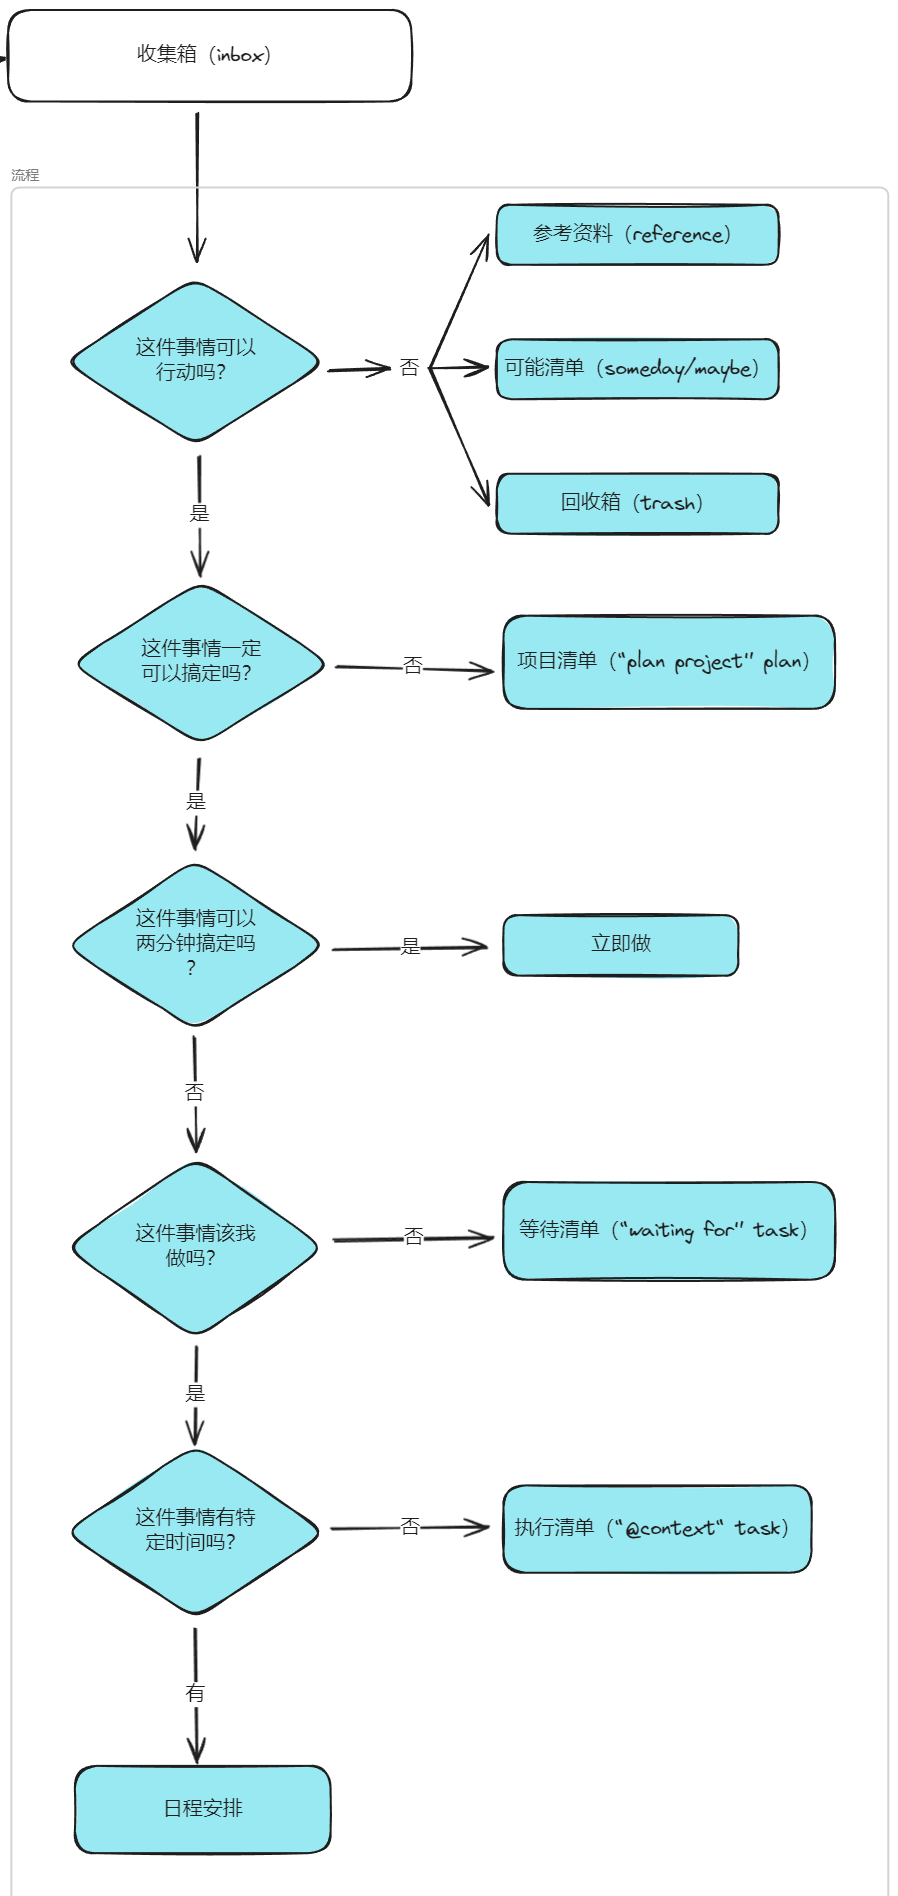 收集箱（inbox）
流程
参考资料（reference）
这件事情可以
行动吗？
否
可能清单（someday/maybe）
回收箱（trash）
是
这件事情一定
可以搞定吗？
否
项目清单（“plan project” plan）
是
这件事情可以
两分钟搞定吗
？
是
立即做
否
这件事情该我
做吗？
否
等待清单（“waiting for” task）
是
这件事情有特
定时间吗？
否
执行清单（“@context“ task）
有
日程安排